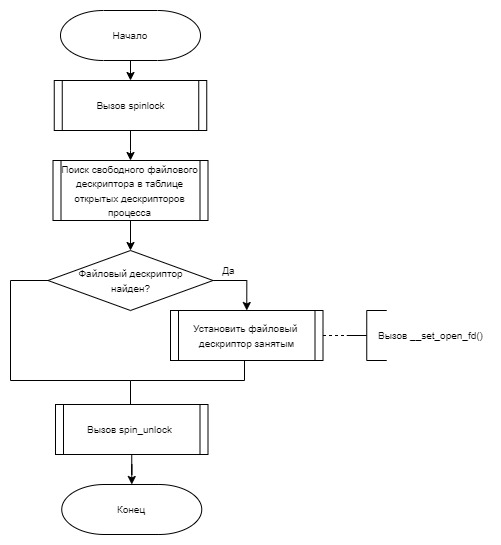 Начало
Вызов spinlock
Поиск свободного файлового
дескриптора в таблице
открытых дескрипторов
процесса
Файловый дескриптор
найден?
Да
Установить файловый
дескриптор занятым
Вызов __set_open_fd()
Вызов spin_unlock
Конец